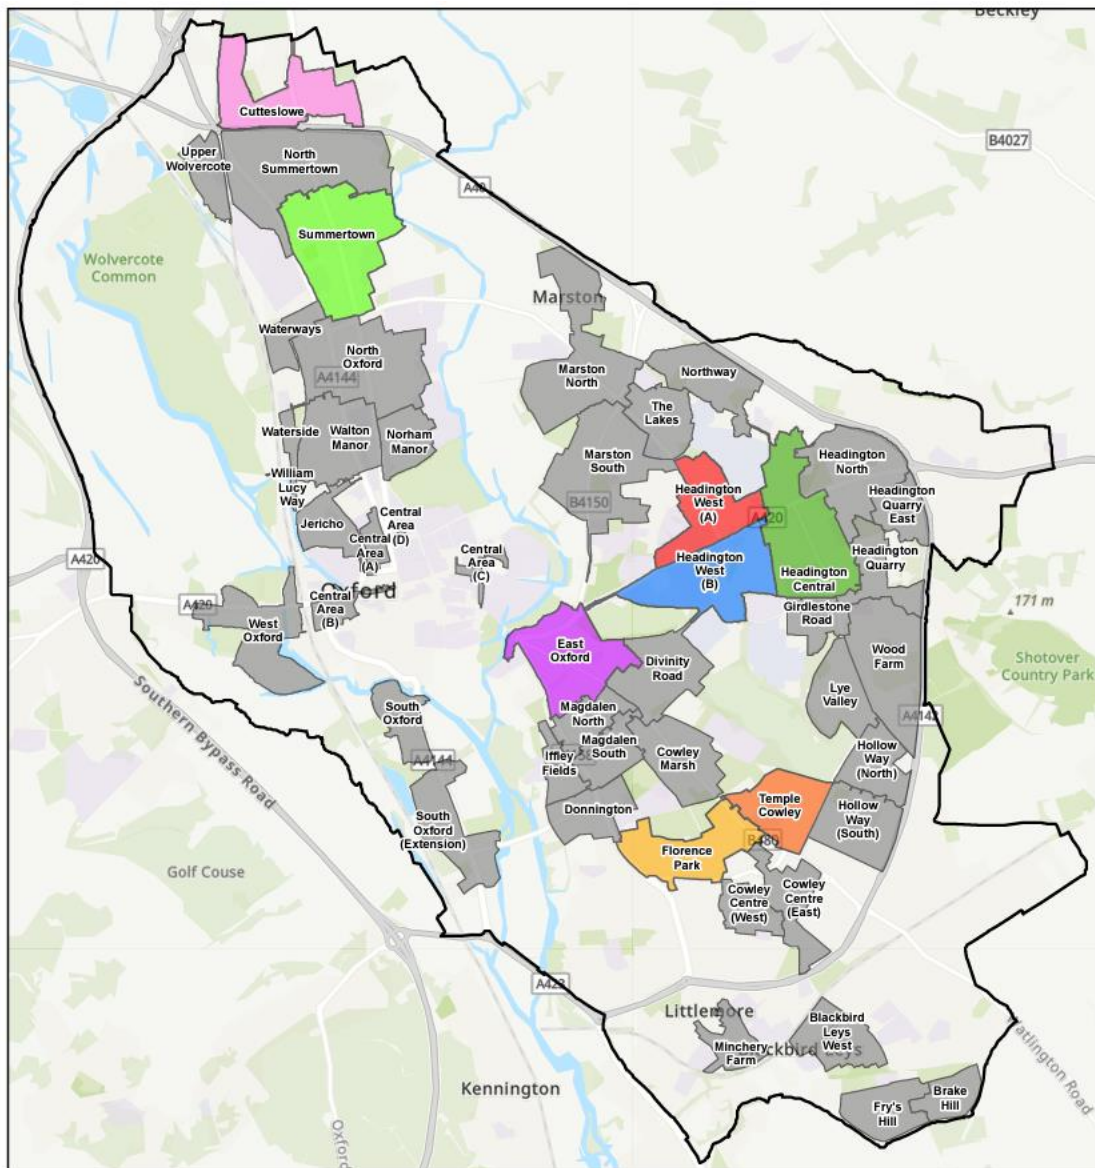 Beckley
B4027
Cutteslowe
Upper
Wolvercote
North
Summertown
A40
Summertown
Wolvercote
Common
Marston
Waterways
North
Oxford
A4144
Marston
North
Northway
The
Lakes
Waterside
Walton
Manor
Norham
Manor
Marston
South
Headington
North
William
Lucy
Way
Headington
West
(A)
Headington
Quarry
East
B4150
A420
Jericho
Central
Area
(D)
Central
Area
(A)
Central
Area
(C)
Headington
West
(B)
Headington
Quarry
Headington
Central
A420
Oxford
A420
Central
Area
(B)
Girdlestone
Road
171 m
West
Oxford
East
Oxford
Divinity
Road
Wood
Farm
Shotover
Country Park
Lye
Valley
Southern Bypass Road
South
Oxford
Magdalen
North
A4142
Magdalen
South
Iffley
Fields
Cowley
Marsh
Hollow
Way
(North)
A4144
Donnington
Temple
Cowley
Hollow
Way
(South)
South
Oxford
(Extension)
Florence
Park
B480
Golf Couse
Cowley
Centre
(West)
Cowley
Centre
(East)
A423
Littlemore
Minchery
Farm
Blackbird
Leys
West
Blackbird Leys
Watlington Road
Kennington
Fry's
Hill
Brake
Hill
Oxford